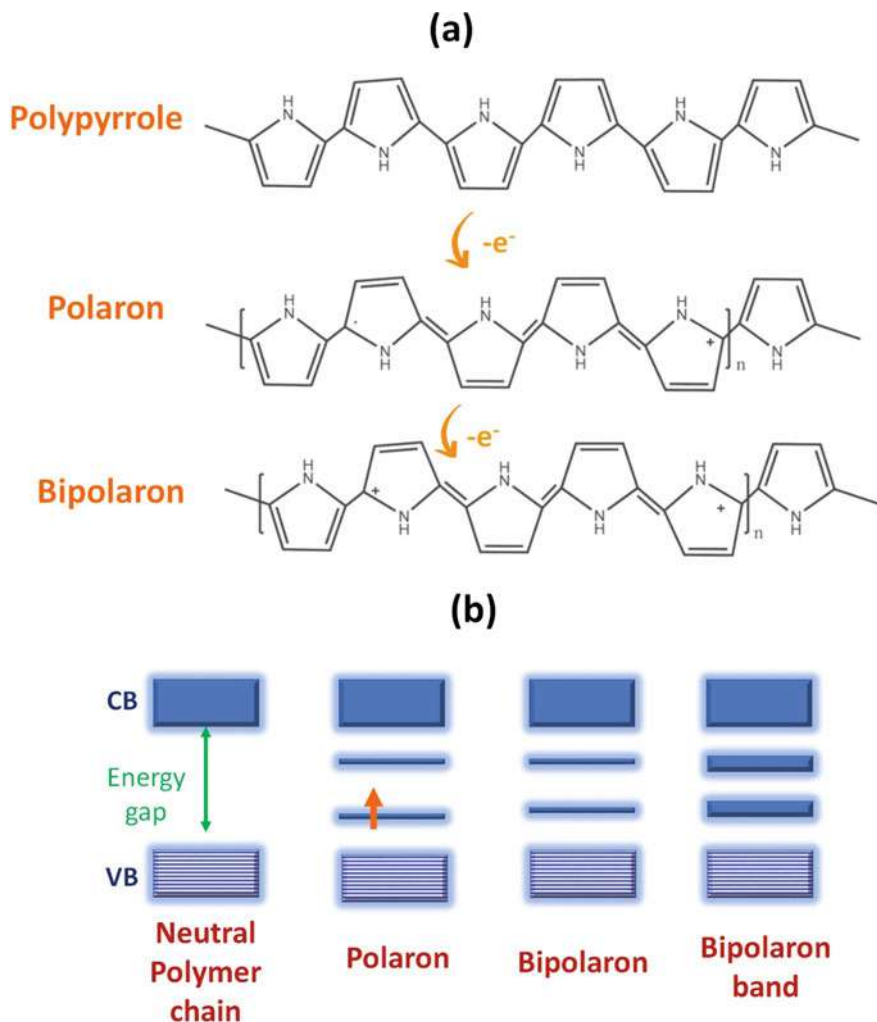 (a)
Polypyrrole
H
N
H
N
H
N
N
H
N
H
N
H
-e-
Polaron
H
N
H
N
H
N
.
+
N
H
N
H
N
H
n
-e-
Bipolaron
H
N
H
N
H
N
+
+
N
H
N
H
N
H
n
(b)
CB
Energy
gap
VB
Neutral
Polymer
chain
Polaron
Bipolaron
Bipolaron
band